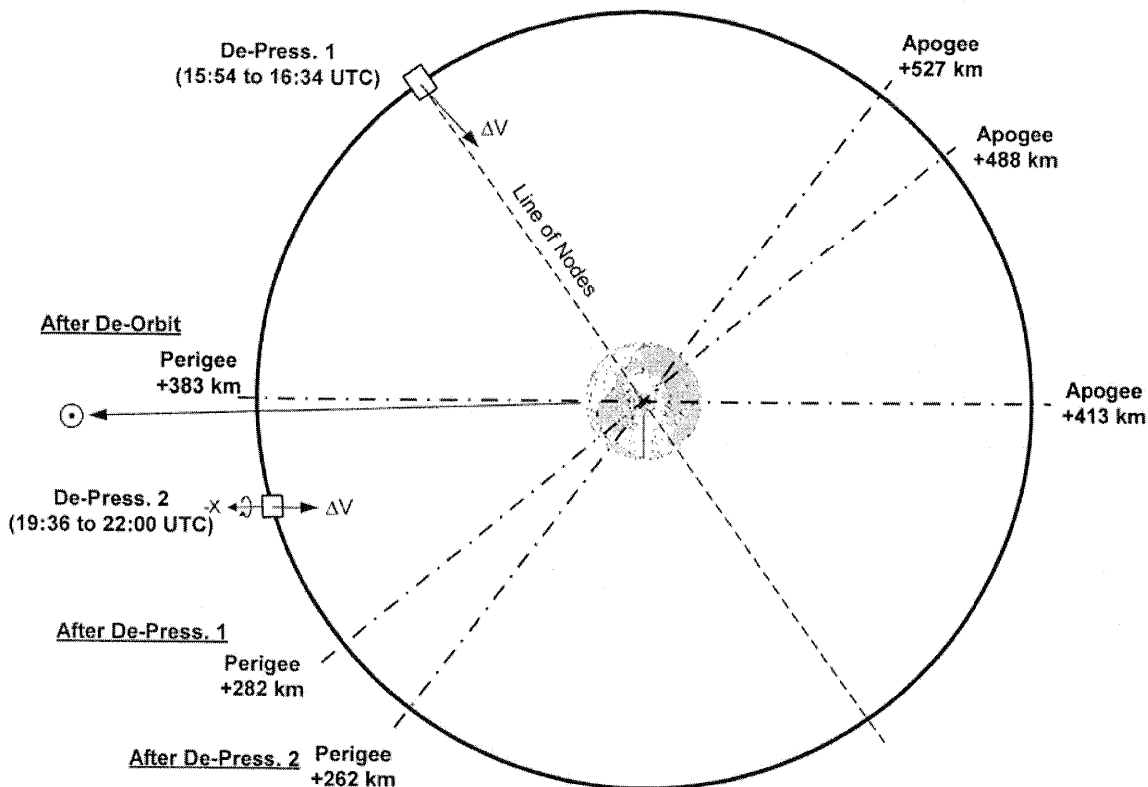 De-Press. 1
(15:54 to 16:34 UTC)
Apogee
+527 km
ΔV
Apogee
+488 km
Line of Nodes
After De-Orbit
Perigee
+383 km
Apogee
+413 km
De-Press. 2
(19:36 to 22:00 UTC)
-X
ΔV
After De-Press. 1
Perigee
+282 km
After De-Press. 2
Perigee
+262 km